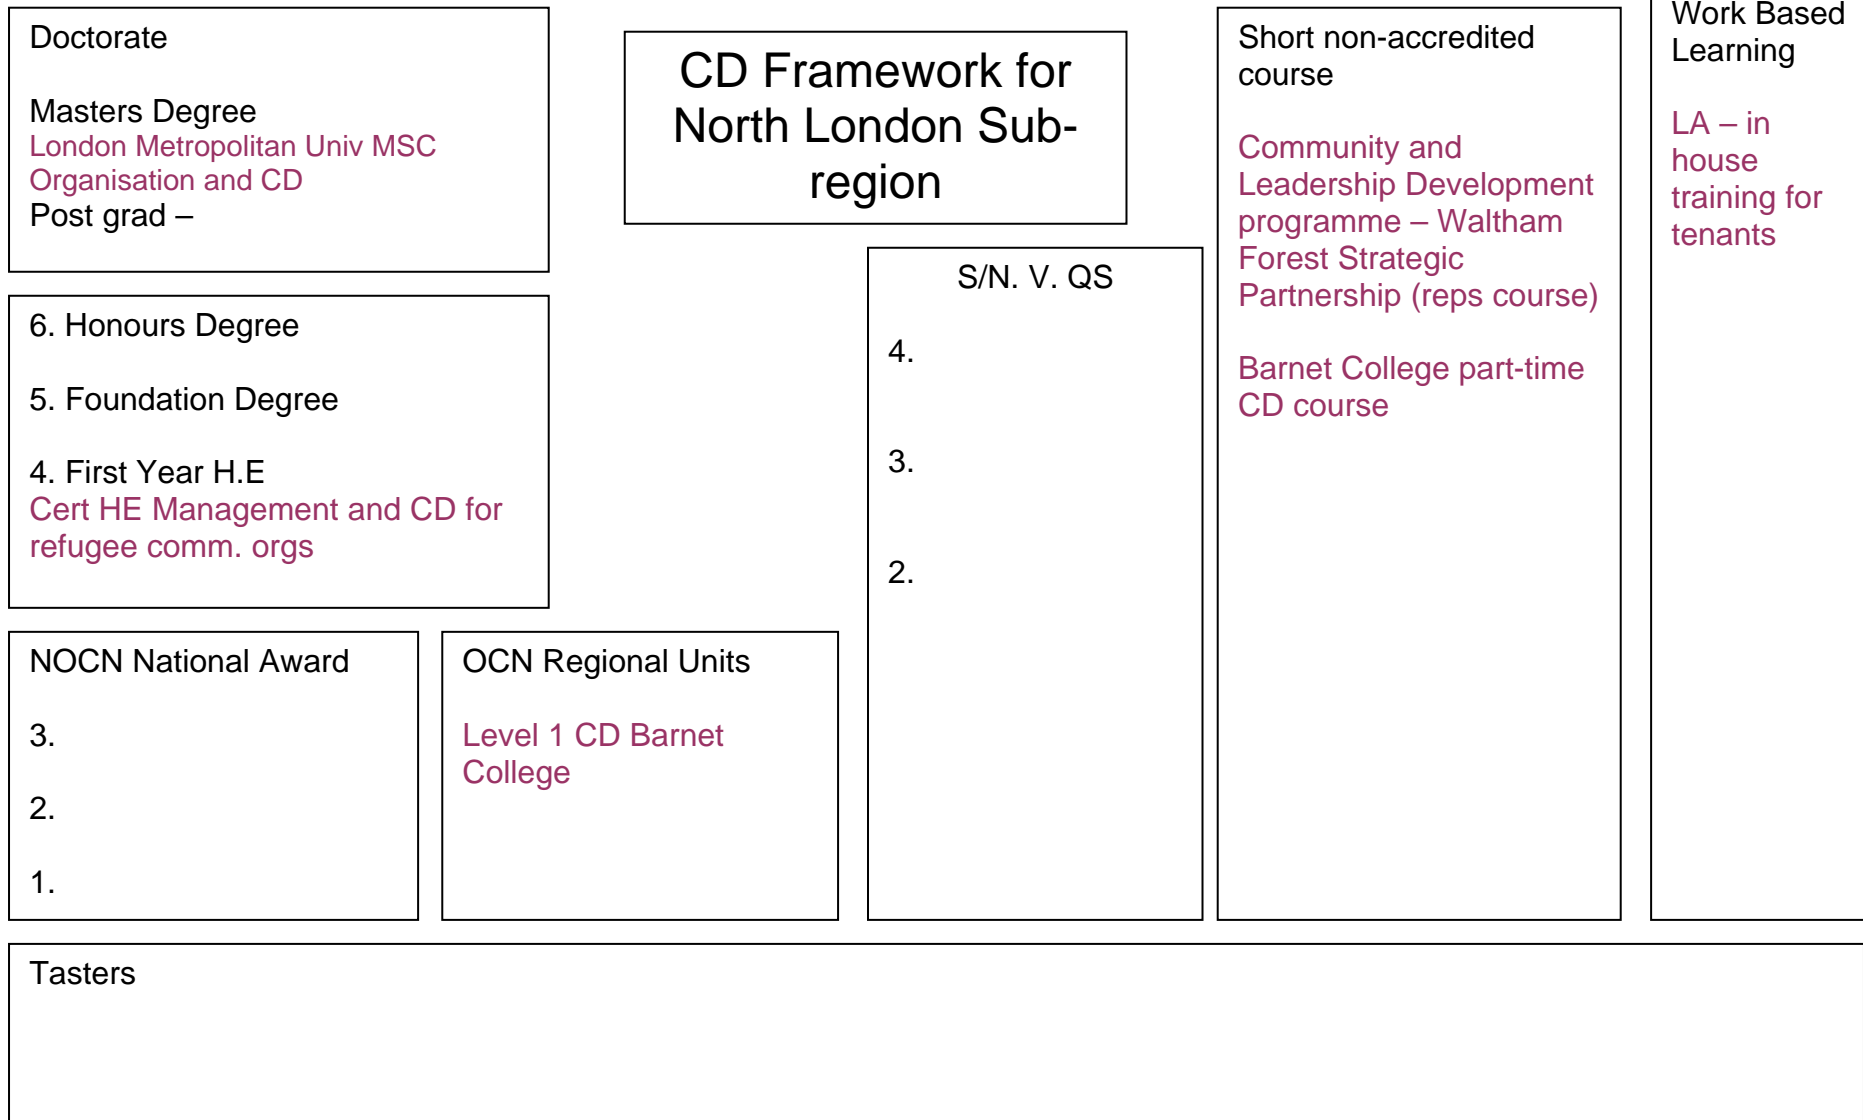 Doctorate
Masters Degree
London Metropolitan Univ MSC
Organisation and CD
Post grad –
CD Framework for
North London Sub-
region
Short non-accredited
course
Community and
Leadership Development
programme – Waltham
Forest Strategic
Partnership (reps course)
Barnet College part-time
CD course
Work Based
Learning
LA – in
house
training for
tenants
6. Honours Degree
5. Foundation Degree
4. First Year H.E
Cert HE Management and CD for
refugee comm. orgs
S/N. V. QS
4.
3.
2.
NOCN National Award
3.
2.
1.
OCN Regional Units
Level 1 CD Barnet
College
Tasters